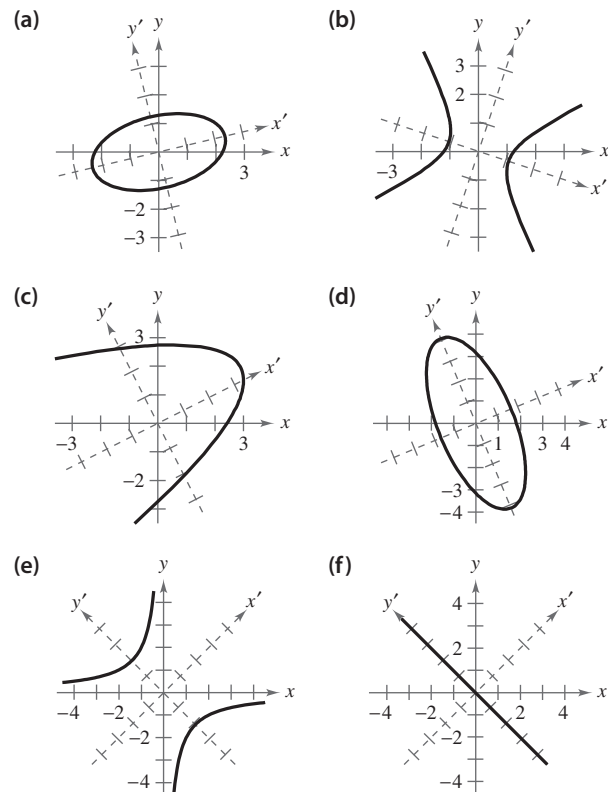 (a) y′ y x′ x 3 −2 −3
(b) y y′ 3 2 −3 x x′
(c) y′ y 3 x′ −3 3 x −2
(d) y′ y x′ 1 3 4 x −3 −4
(e) y′ y x′ −4 −2 x −2 −4
(f) y′ y 4 x′ 2 −4 −2 2 4 x −2 −4